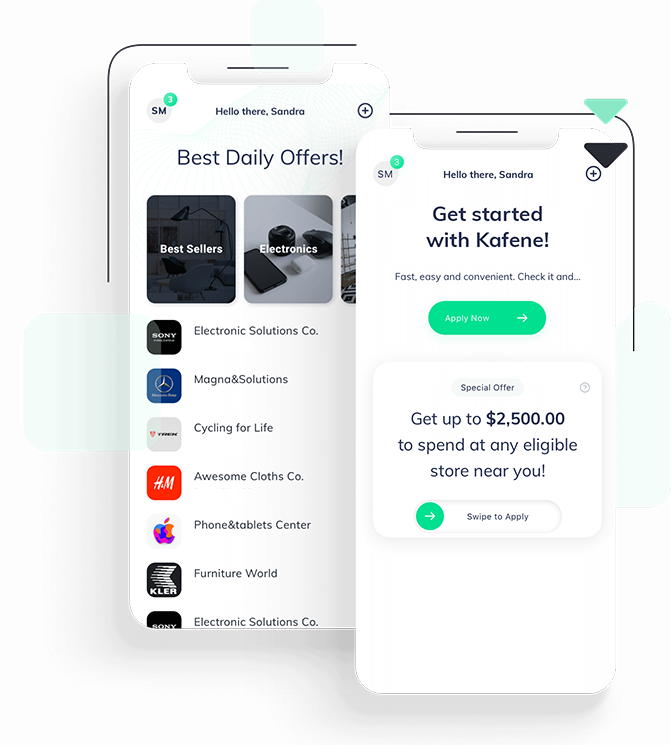 SM
3
Hello there, Sandra
Best Daily Offers!
Best Sellers
Electronics
SONY
Electronic Solutions Co.
Mercedes-Benz
Magna&Solutions
TREK
Cycling for Life
H&M
Awesome Cloths Co.
Phone&tablets Center
KLER
Furniture World
SONY
Electronic Solutions Co.
SM
3
Hello there, Sandra
Get started
with Kafene!
Fast, easy and convenient. Check it and...
Apply Now
Special Offer
?
Get up to $2,500.00
to spend at any eligible
store near you!
Swipe to Apply